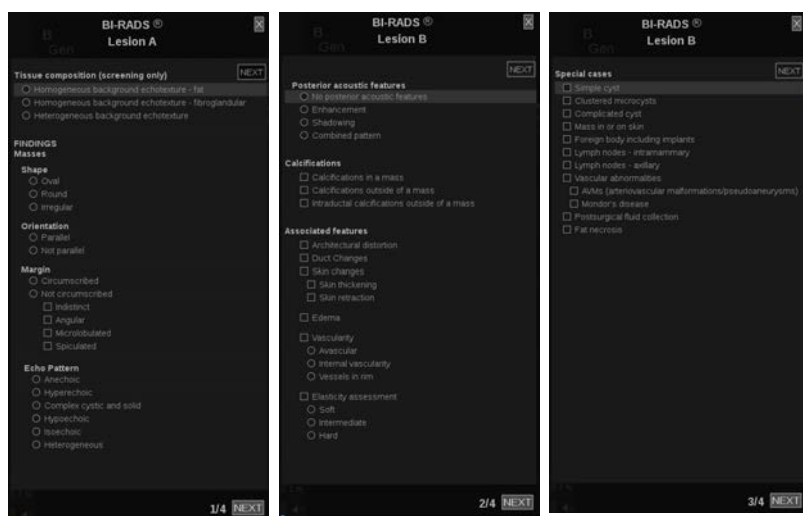 BI-RADS ®
Lesion A
X
B
Gen
NEXT
Tissue composition (screening only)
Homogeneous background echotexture - fat
Homogeneous background echotexture - fibroglandular
Heterogeneous background echotexture
FINDINGS
Masses
Shape
Oval
Round
Irregular
Orientation
Parallel
Not parallel
Margin
Circumscribed
Not circumscribed
Indistinct
Angular
Microlobulated
Spiculated
Echo Pattern
Anechoic
Hyperechoic
Complex cystic and solid
Hypoechoic
Isoechoic
Heterogeneous
1/4 NEXT
BI-RADS ®
Lesion B
X
B
Gen
NEXT
Posterior acoustic features
No posterior acoustic features
Enhancement
Shadowing
Combined pattern
Calcifications
Calcifications in a mass
Calcifications outside of a mass
Intraductal calcifications outside of a mass
Associated features
Architectural distortion
Duct Changes
Skin changes
Skin thickening
Skin retraction
Edema
Vascularity
Avascular
Internal vascularity
Vessels in rim
Elasticity assessment
Soft
Intermediate
Hard
2/4 NEXT
BI-RADS ®
Lesion B
X
B
Gen
NEXT
Special cases
Simple cyst
Clustered microcysts
Complicated cyst
Mass in or on skin
Foreign body including implants
Lymph nodes - intramammary
Lymph nodes - axillary
Vascular abnormalities
AVMs (arteriovascular malformations/pseudoaneurysms)
Mondor's disease
Postsurgical fluid collection
Fat necrosis
3/4 NEXT